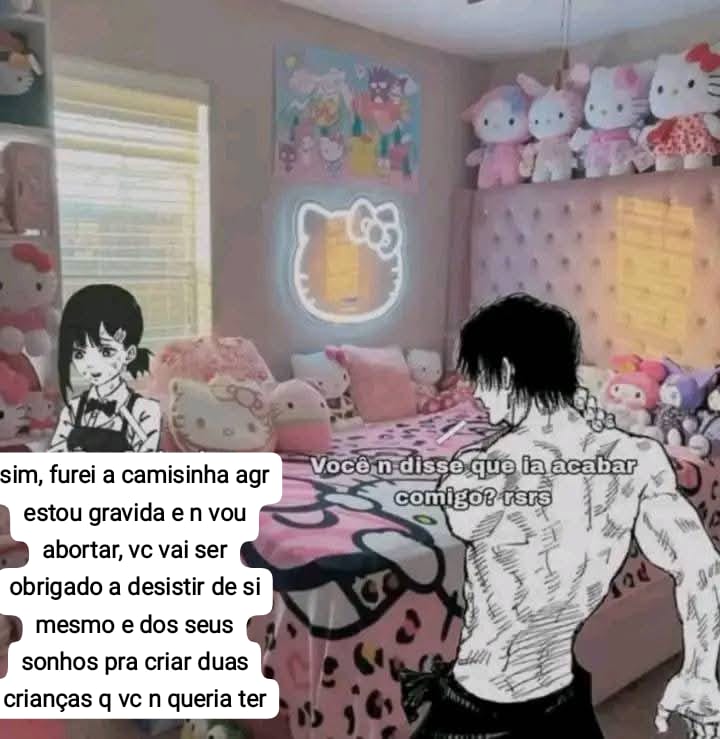 Você n disse que ia acabar
comigo? rsrs
sim, furei a camisinha agr
estou gravida e n vou
abortar, vc vai ser
obrigado a desistir de si
mesmo e dos seus
sonhos pra criar duas
crianças q vc n queria ter